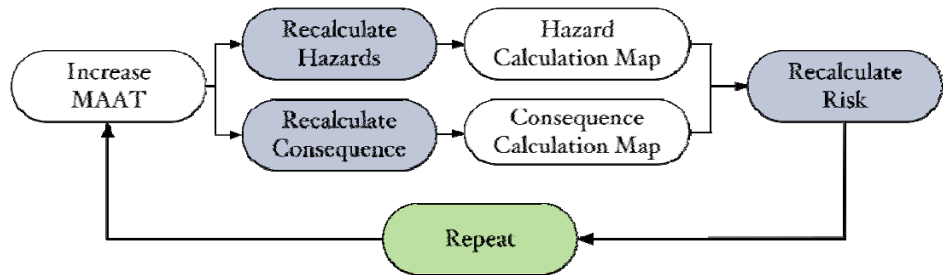 Increase
MAAT
Recalculate
Hazards
Hazard
Calculation Map
Recalculate
Consequence
Consequence
Calculation Map
Recalculate
Risk
Repeat